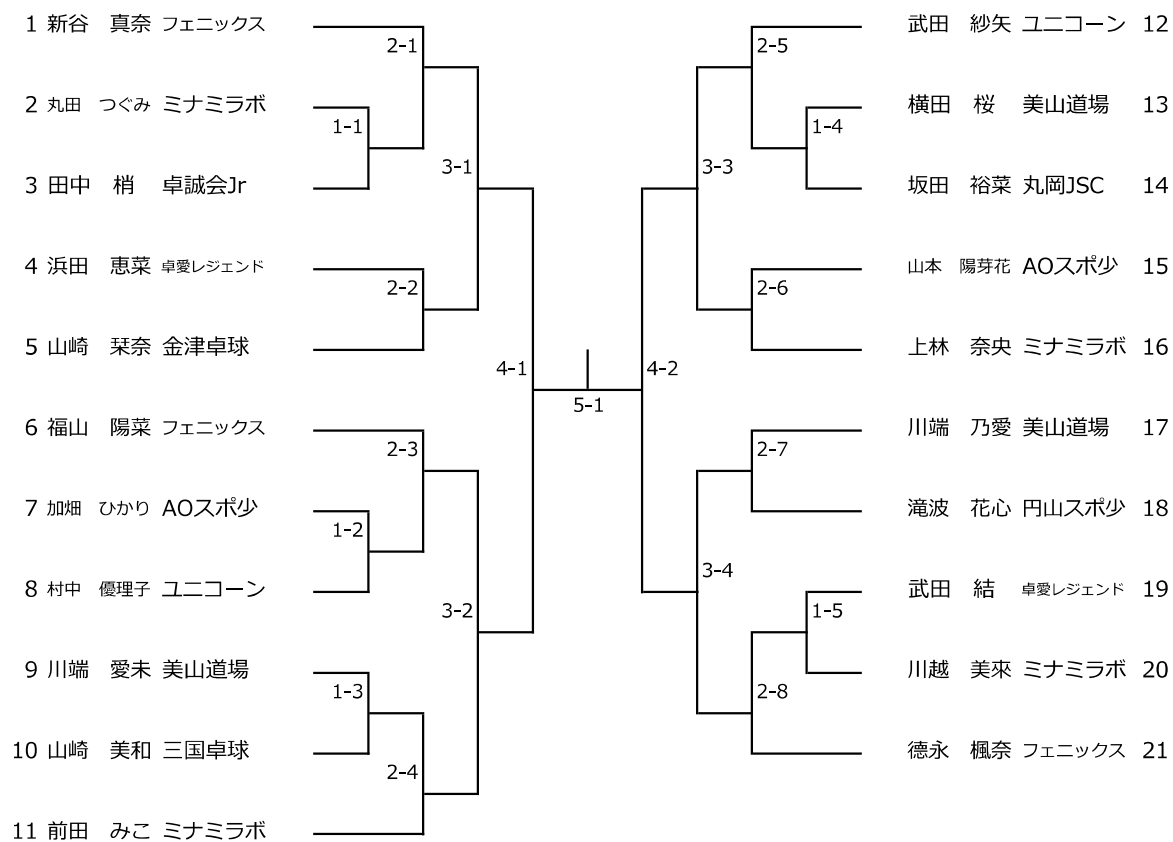 1 新谷　真奈 フェニックス
2 丸田　つぐみ ミナミラボ
3 田中　梢　卓誠会Jr
4 浜田　恵菜 卓愛レジェンド
5 山崎　栞奈 金津卓球
6 福山　陽菜 フェニックス
7 加畑　ひかり AOスポ少
8 村中　優理子 ユニコーン
9 川端　愛未 美山道場
10 山崎　美和 三国卓球
11 前田　みこ ミナミラボ
2-1
1-1
3-1
2-2
4-1
2-3
1-2
3-2
1-3
2-4
5-1
2-5
1-4
3-3
2-6
4-2
2-7
3-4
1-5
2-8
武田　紗矢 ユニコーン 12
横田　桜　美山道場 13
坂田　裕菜 丸岡JSC 14
山本　陽芽花 AOスポ少 15
上林　奈央 ミナミラボ 16
川端　乃愛 美山道場 17
滝波　花心 円山スポ少 18
武田　結　卓愛レジェンド 19
川越　美來 ミナミラボ 20
德永　楓奈 フェニックス 21